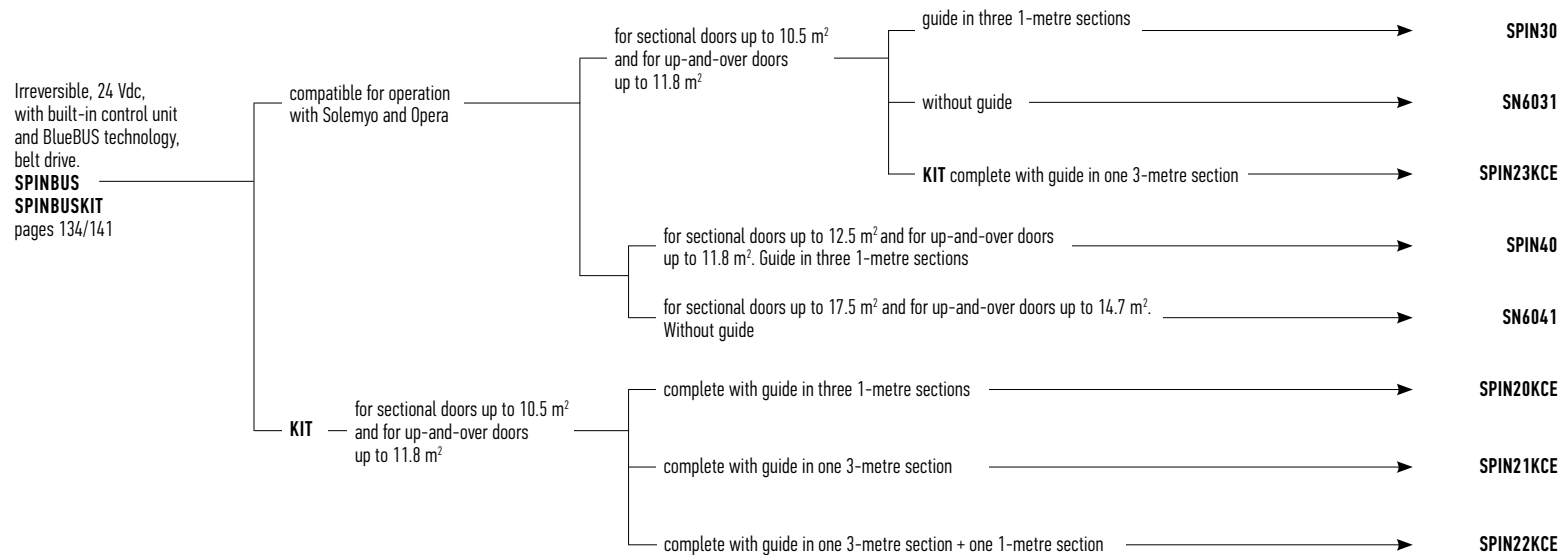 Irreversible, 24 Vdc,
with built-in control unit
and BlueBUS technology,
belt drive.
SPINBUS
SPINBUSKIT
pages 134/141
compatible for operation
with Solemyo and Opera
for sectional doors up to 10.5 m²
and for up-and-over doors
up to 11.8 m²
guide in three 1-metre sections
SPIN30
without guide
SN6031
KIT complete with guide in one 3-metre section
SPIN23KCE
for sectional doors up to 12.5 m² and for up-and-over doors
up to 11.8 m². Guide in three 1-metre sections
SPIN40
for sectional doors up to 17.5 m² and for up-and-over doors up to 14.7 m².
Without guide
SN6041
KIT
for sectional doors up to 10.5 m²
and for up-and-over doors
up to 11.8 m²
complete with guide in three 1-metre sections
SPIN20KCE
complete with guide in one 3-metre section
SPIN21KCE
complete with guide in one 3-metre section + one 1-metre section
SPIN22KCE